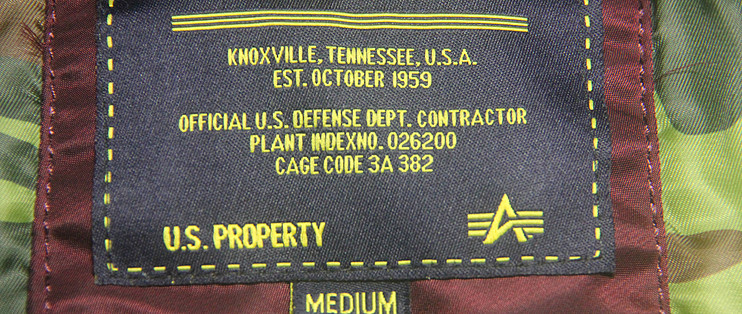 KNOXVILLE, TENNESSEE, U.S.A.
EST. OCTOBER 1959
OFFICIAL U.S. DEFENSE DEPT. CONTRACTOR
PLANT INDEXNO. 026200
CAGE CODE 3A 382
U.S. PROPERTY
MEDIUM